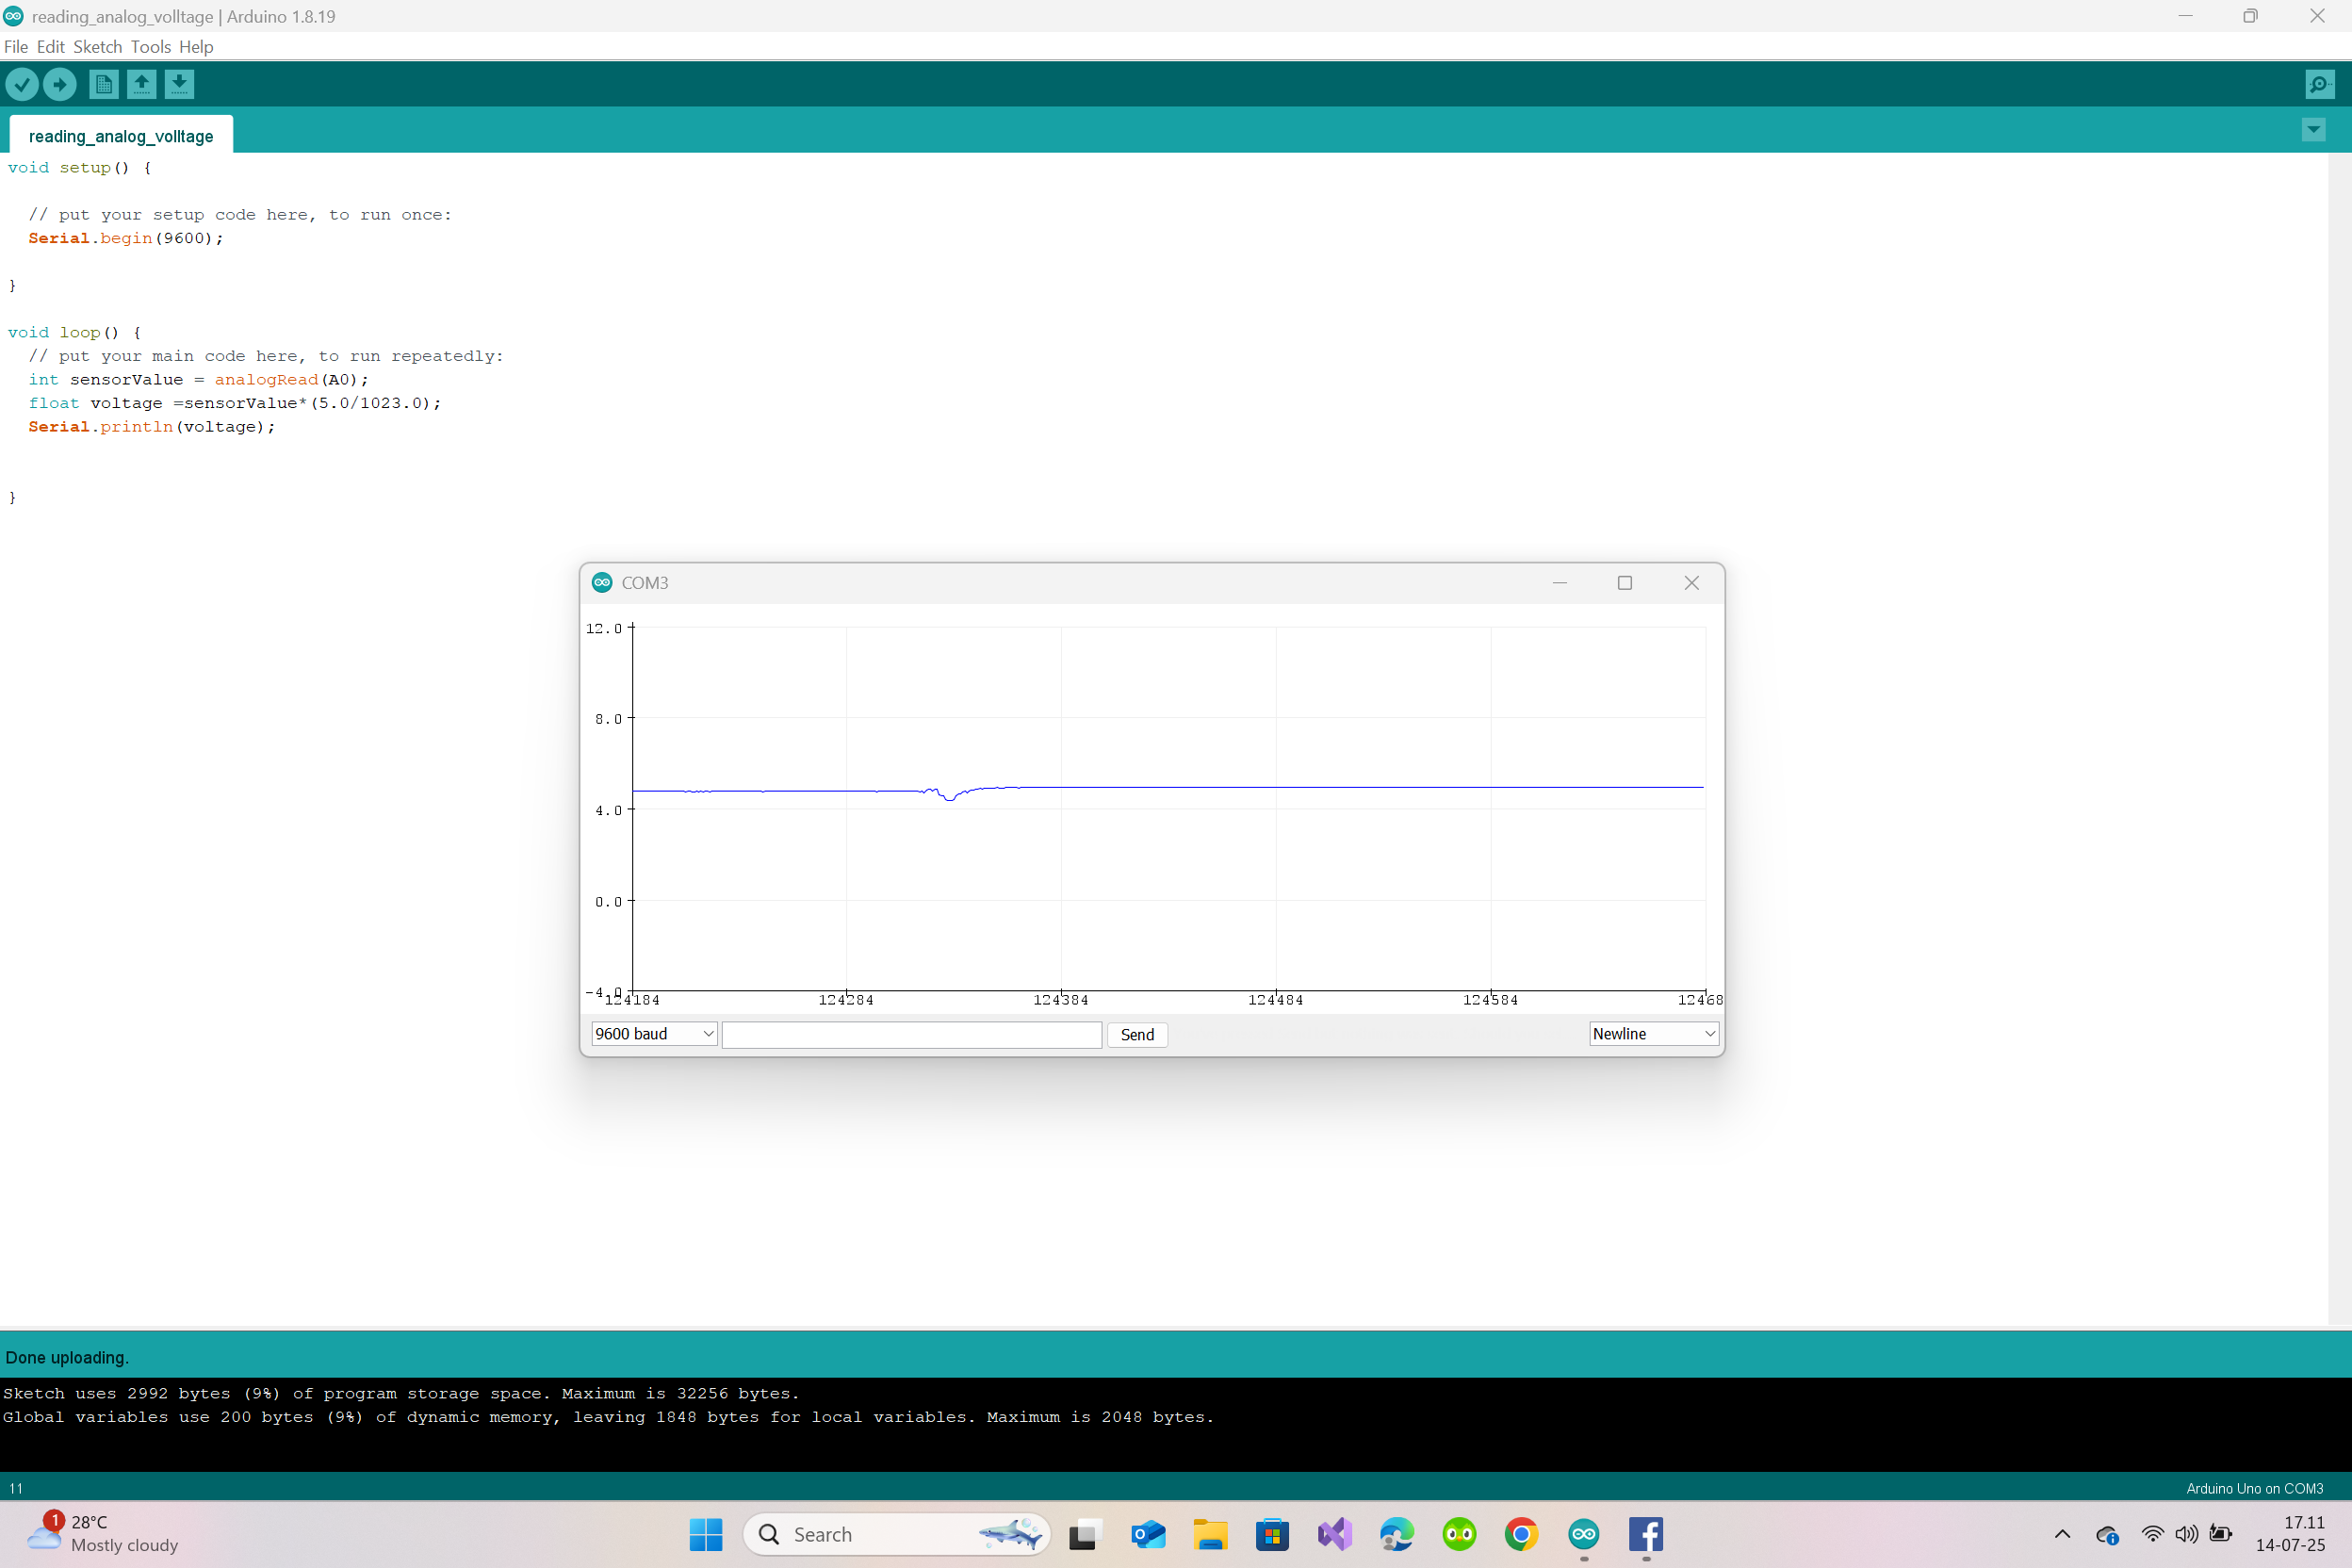 reading_analog_volltage | Arduino 1.8.19
File Edit Sketch Tools Help
reading_analog_volltage
void setup() {
// put your setup code here, to run once:
Serial.begin(9600);
}
void loop() {
// put your main code here, to run repeatedly:
int sensorValue = analogRead(A0);
float voltage =sensorValue*(5.0/1023.0);
Serial.println(voltage);
}
COM3
12.0
8.0
4.0
0.0
-4.0
124184 124284 124384 124484 124584 12468
9600 baud Send Newline
Done uploading.
Sketch uses 2992 bytes (9%) of program storage space. Maximum is 32256 bytes.
Global variables use 200 bytes (9%) of dynamic memory, leaving 1848 bytes for local variables. Maximum is 2048 bytes.
11 Arduino Uno on COM3
1 28°C
Mostly cloudy
Search
17.11
14-07-25